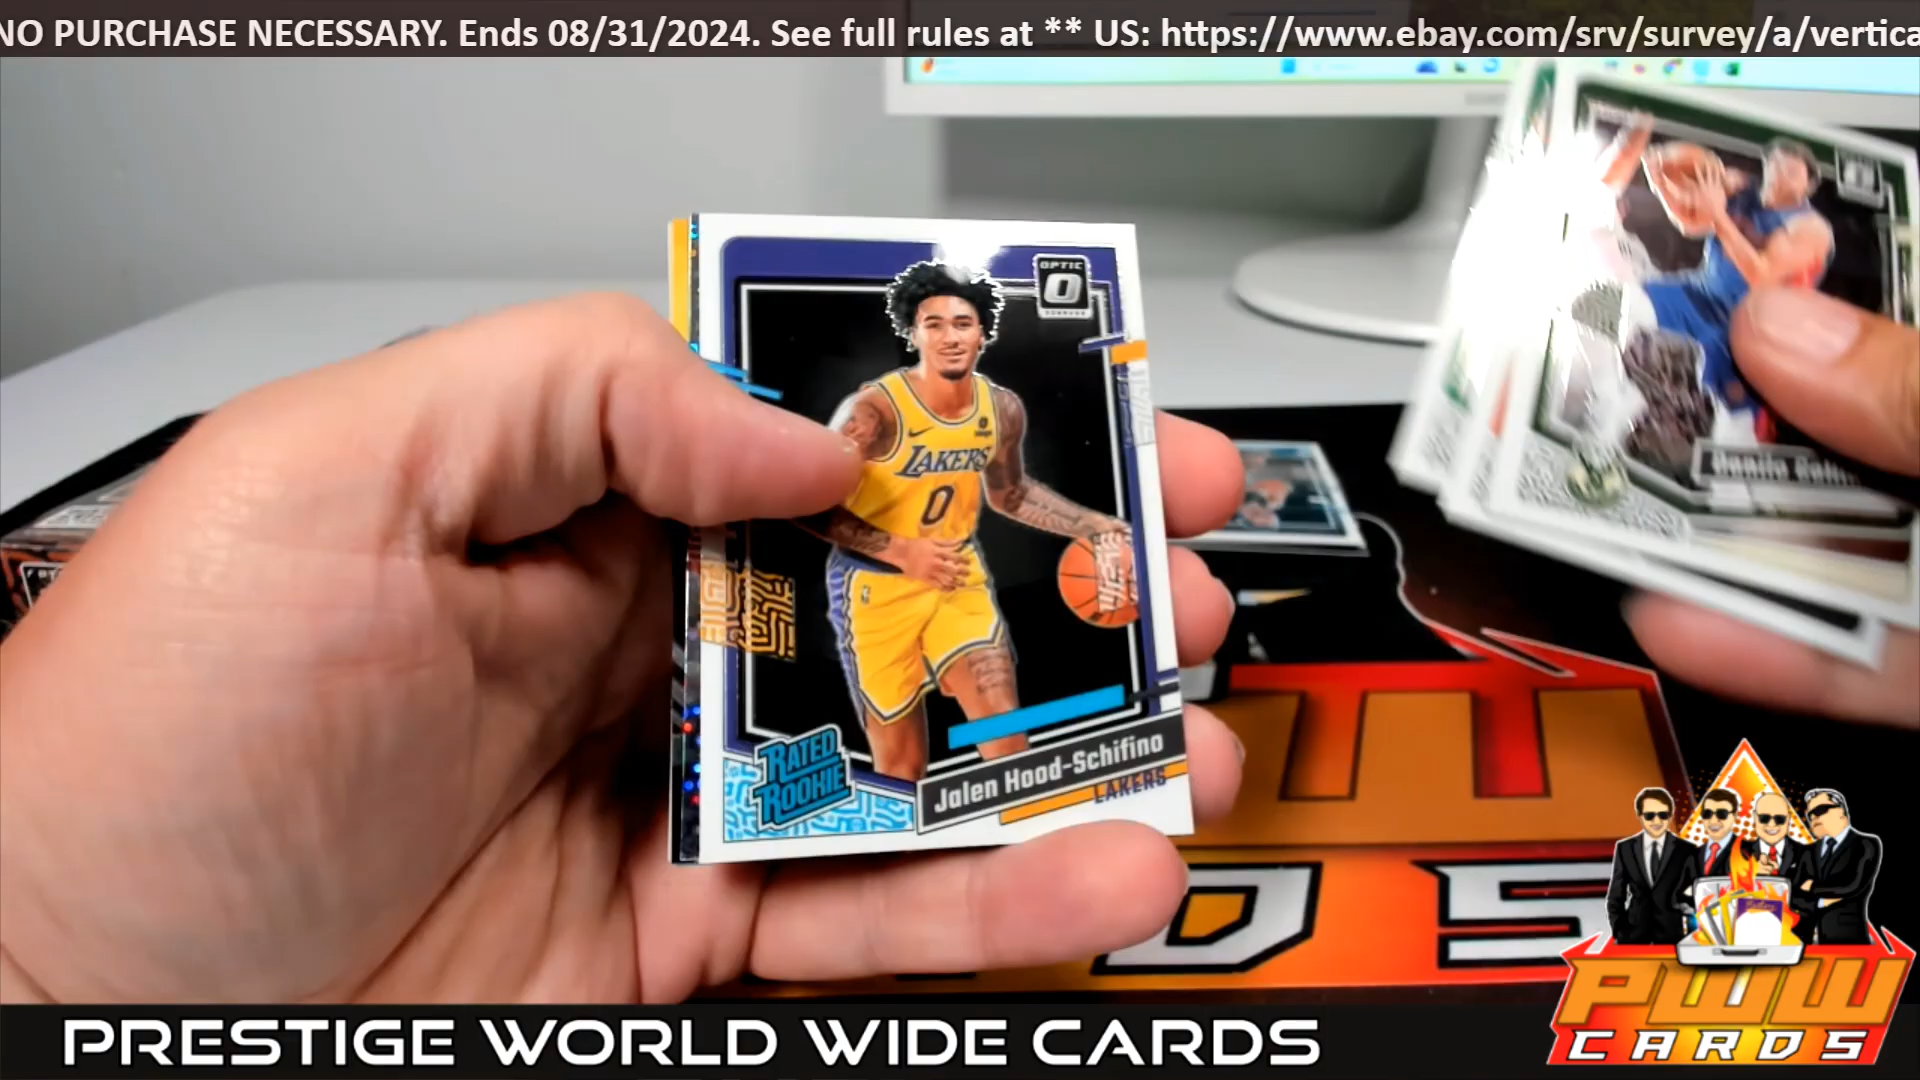 NO PURCHASE NECESSARY. Ends 08/31/2024. See full rules at ** US: https://www.ebay.com/srv/survey/a/vertica
OPTIC
DONRUSS
LAKERS
0
RATED
ROOKIE
Jalen Hood-Schifino
LAKERS
D S
PWW
CARDS
PRESTIGE WORLD WIDE CARDS